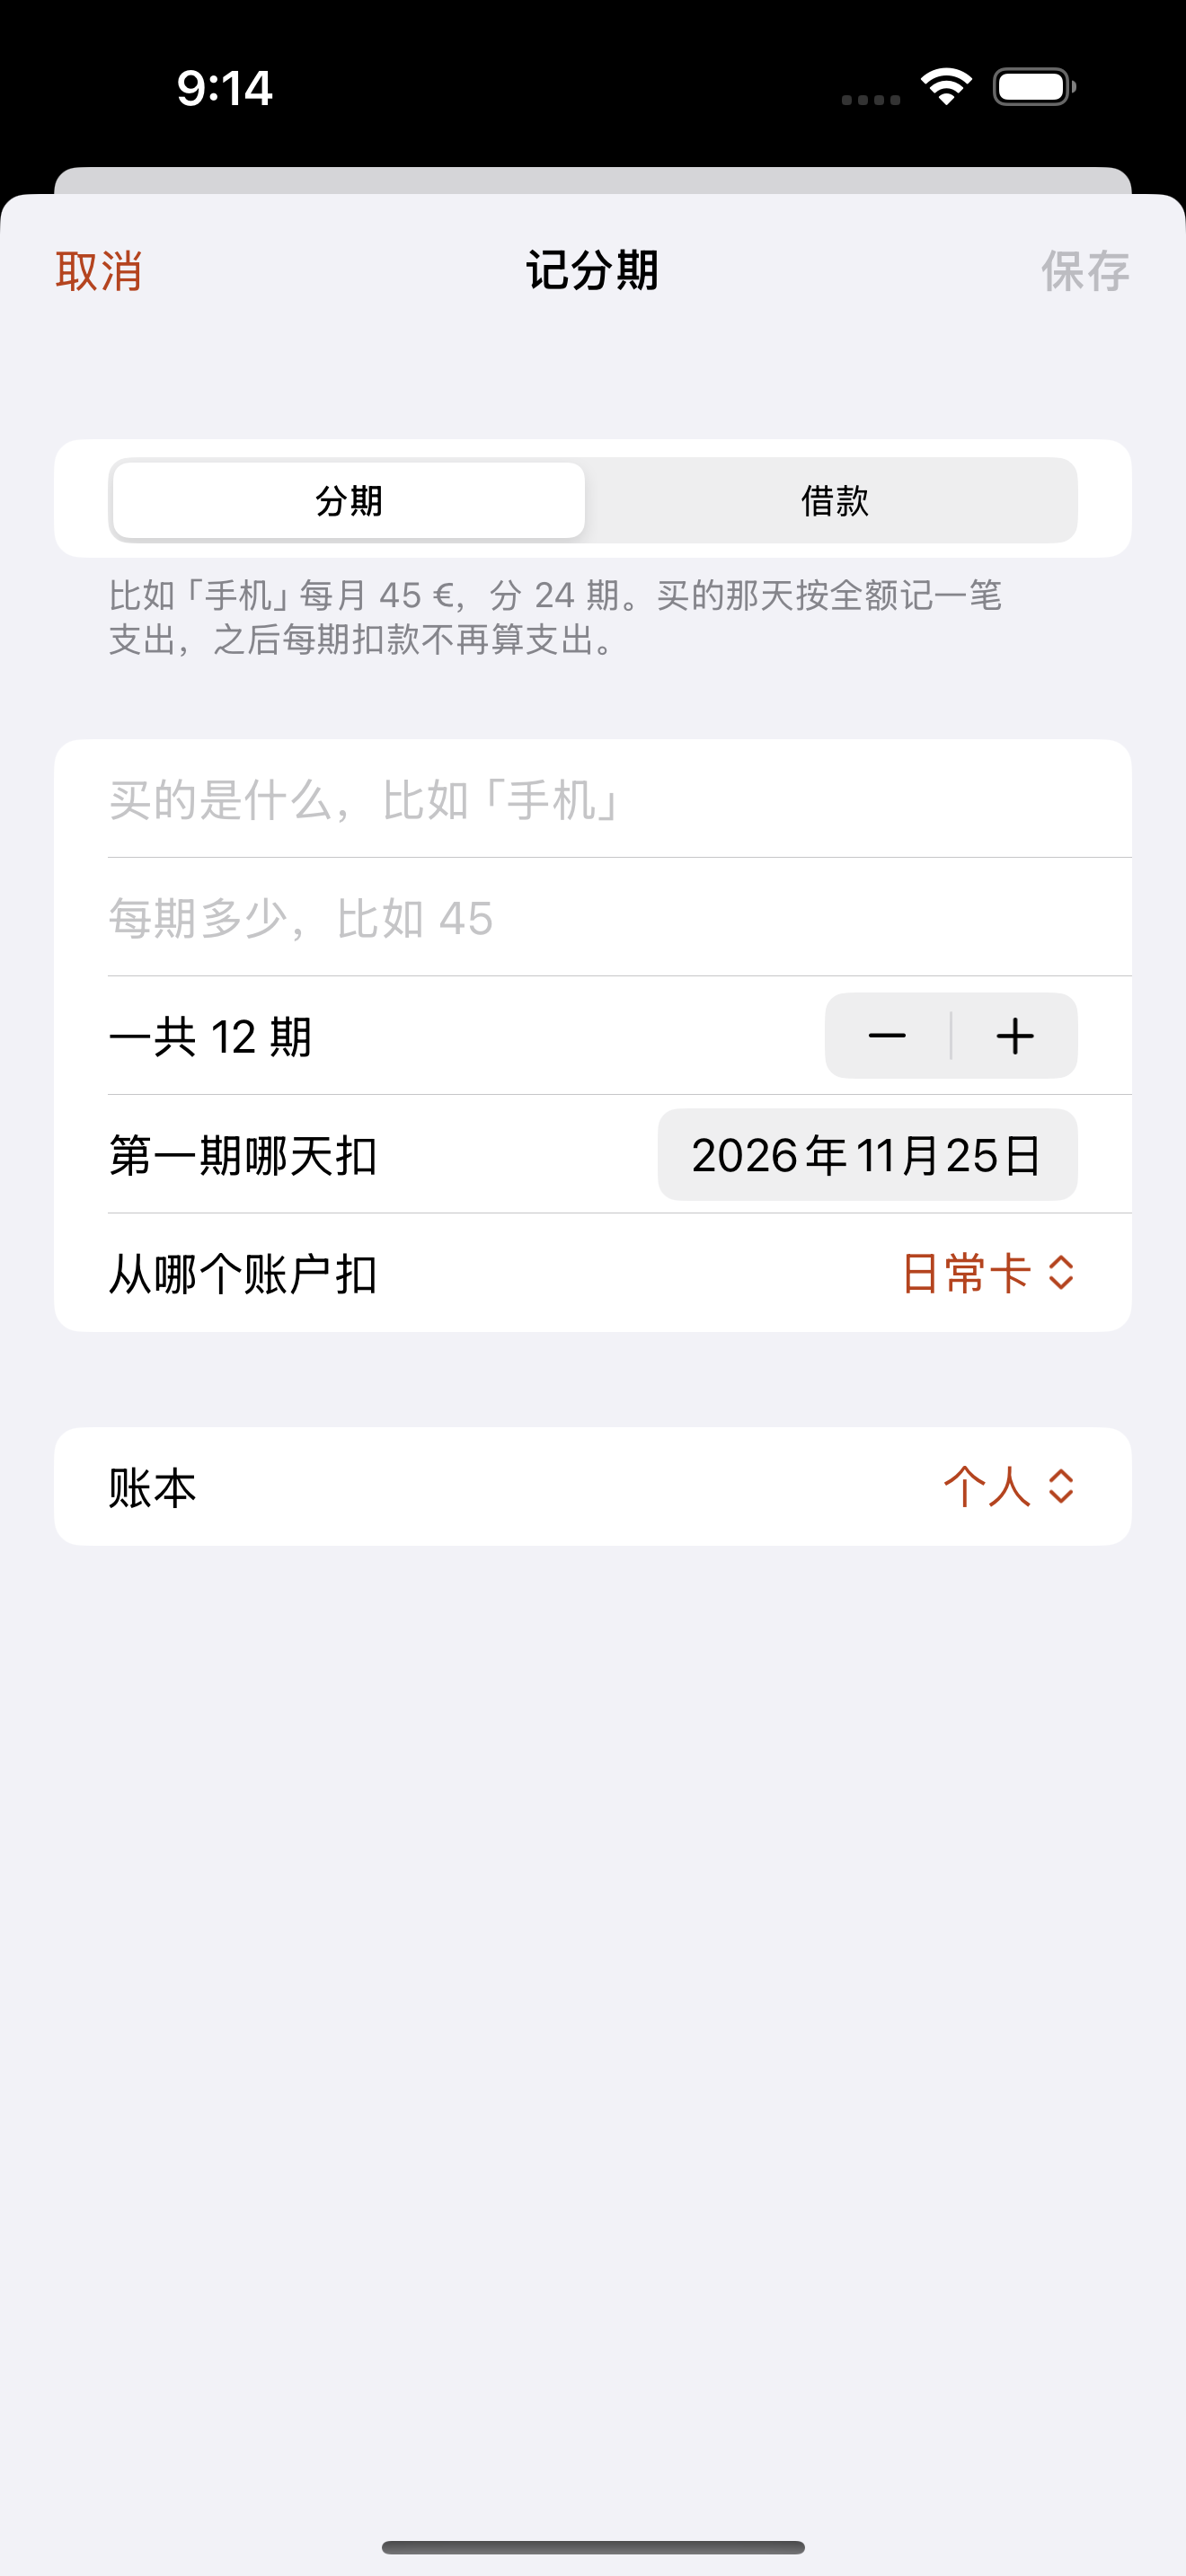 9:14
取消
记分期
保存
分期
借款
比如「手机」每月 45 €，分 24 期。买的那天按全额记一笔
支出，之后每期扣款不再算支出。
买的是什么，比如「手机」
每期多少，比如 45
一共 12 期
第一期哪天扣
2026年11月25日
从哪个账户扣
日常卡
账本
个人